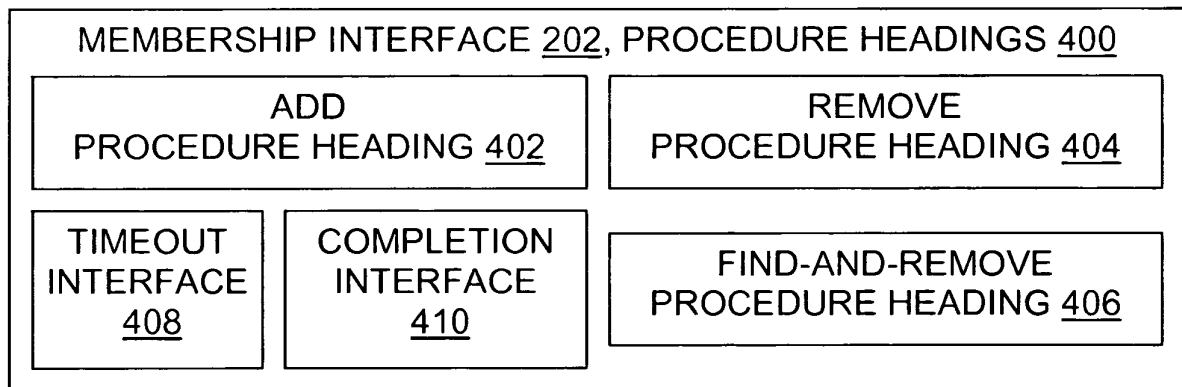 MEMBERSHIP INTERFACE 202, PROCEDURE HEADINGS 400
ADD
PROCEDURE HEADING 402
REMOVE
PROCEDURE HEADING 404
TIMEOUT
INTERFACE
408
COMPLETION
INTERFACE
410
FIND-AND-REMOVE
PROCEDURE HEADING 406